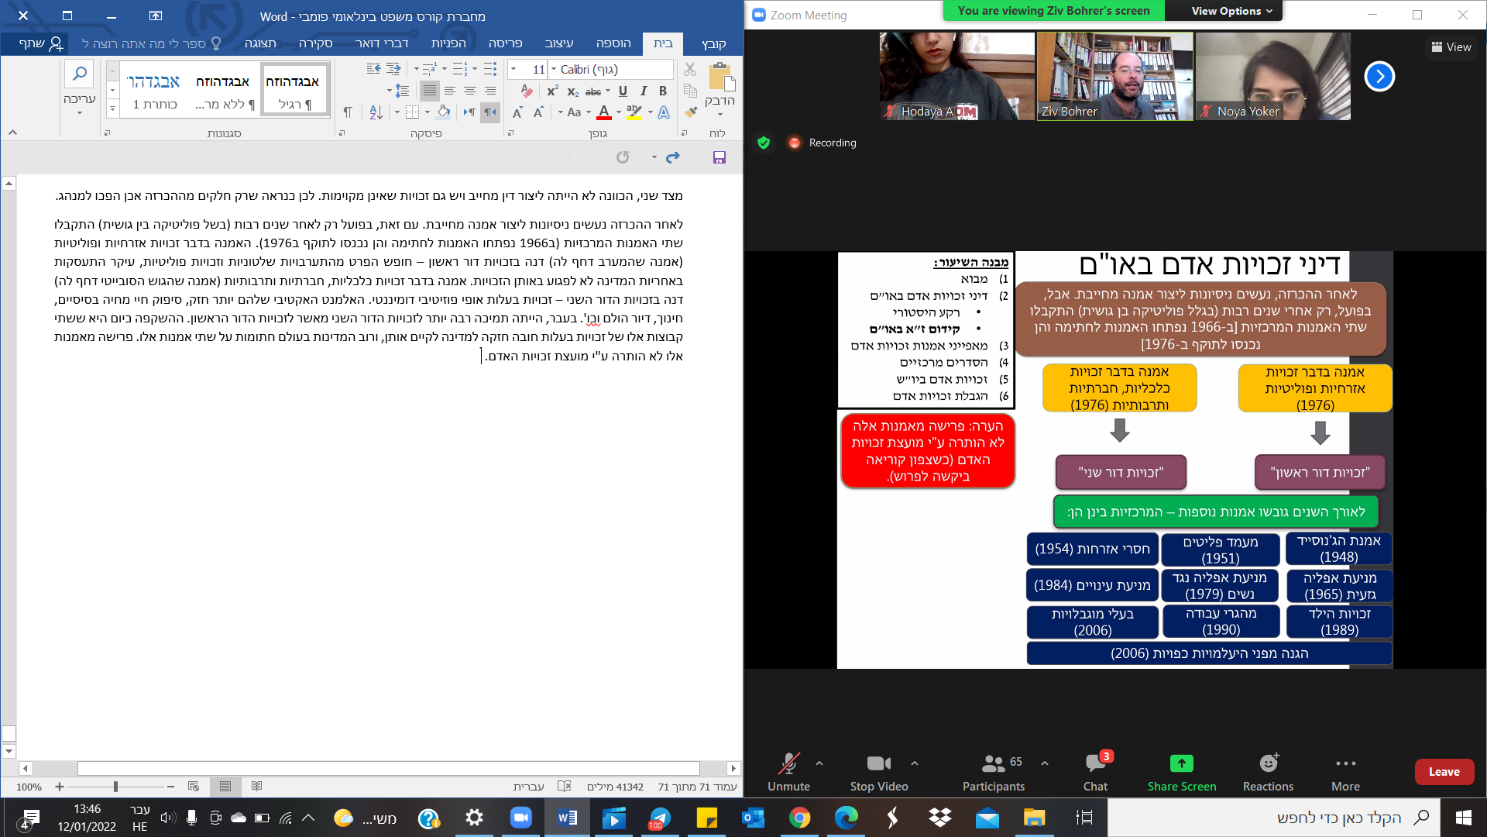 מחברת קורס משפט בינלאומי פומבי - Word
קובץ
בית
הוספה
עיצוב
פריסה
הפניות
דברי דואר
סקירה
תצוגה
ספר לי מה אתה רוצה ל
שתף
הדבק
לוח
Calibri (גוף)
11
B I U abc x₂ x²
Aa
גופן
פיסקה
אבגדהוזח
¶ רגיל
אבגדהוזח
¶ ללא מר...
אבגדהו
כותרת 1
סגנונות
עריכה
מצד שני, הכוונה לא הייתה ליצור דין מחייב ויש גם זכויות שאינן מקוימות. לכן כנראה שרק חלקים מההכרזה אכן הפכו למנהג.
לאחר ההכרזה נעשים ניסיונות ליצור אמנה מחייבת. עם זאת, בפועל רק לאחר שנים רבות (בשל פוליטיקה בין גושית) התקבלו
שתי האמנות המרכזיות (ב1966 נפתחו האמנות לחתימה והן נכנסו לתוקף ב1976). האמנה בדבר זכויות אזרחיות ופוליטיות
(אמנה שהמערב דחף לה) דנה בזכויות דור ראשון – חופש הפרט מהתערבויות שלטוניות וזכויות פוליטיות, עיקר התעסקות
באחריות המדינה לא לפגוע באותן הזכויות. אמנה בדבר זכויות כלכליות, חברתיות ותרבותיות (אמנה שהגוש הסובייטי דחף לה)
דנה בזכויות הדור השני – זכויות בעלות אופי פוזיטיבי דומיננטי. האלמנט האקטיבי שלהם יותר חזק, סיפוק חיי מחיה בסיסיים,
חינוך, דיור הולם וכו'. בעבר, הייתה תמיכה רבה יותר לזכויות הדור השני מאשר לזכויות הדור הראשון. ההשקפה כיום היא ששתי
קבוצות אלו של זכויות בעלות חובה חזקה למדינה לקיים אותן, ורוב המדינות בעולם חתומות על שתי אמנות אלו. פרישה מאמנות
אלו לא הותרה ע"י מועצת זכויות האדם.
עמוד 71 מתוך 71
41342 מילים
עברית
100%
Zoom Meeting
You are viewing Ziv Bohrer's screen
View Options
View
Hodaya A
Ziv Bohrer
Noya Yoker
Recording
דיני זכויות אדם באו"ם
לאחר ההכרזה, נעשים ניסיונות ליצור אמנה מחייבת. אבל,
בפועל, רק אחרי שנים רבות (בגלל פוליטיקה בן גושית) התקבלו
שתי האמנות המרכזיות [ב-1966 נפתחו האמנות לחתימה והן
נכנסו לתוקף ב-1976]
אמנה בדבר זכויות
אזרחיות ופוליטיות
(1976)
אמנה בדבר זכויות
כלכליות, חברתיות
ותרבותיות (1976)
"זכויות דור ראשון"
"זכויות דור שני"
לאורך השנים גובשו אמנות נוספות – המרכזיות בינן הן:
אמנת הג'נוסייד
(1948)
מעמד פליטים
(1951)
חסרי אזרחות (1954)
מניעת אפליה
גזעית (1965)
מניעת אפליה נגד
נשים (1979)
מניעת עינויים (1984)
זכויות הילד
(1989)
מהגרי עבודה
(1990)
בעלי מוגבלויות
(2006)
הגנה מפני היעלמויות כפויות (2006)
מבנה השיעור:
1) מבוא
2) דיני זכויות אדם באו"ם
• רקע היסטורי
• קידום ז"א באו"ם
3) מאפייני אמנות זכויות אדם
4) הסדרים מרכזיים
5) זכויות אדם ביו"ש
6) הגבלת זכויות אדם
הערה: פרישה מאמנות אלה
לא הותרה ע"י מועצת זכויות
האדם (כשצפון קוריאה
ביקשה לפרוש).
Unmute
Stop Video
Participants
65
Chat
3
Share Screen
Reactions
More
Leave
הקלד כאן כדי לחפש
100
משי...
עבר
HE
13:46
12/01/2022
4